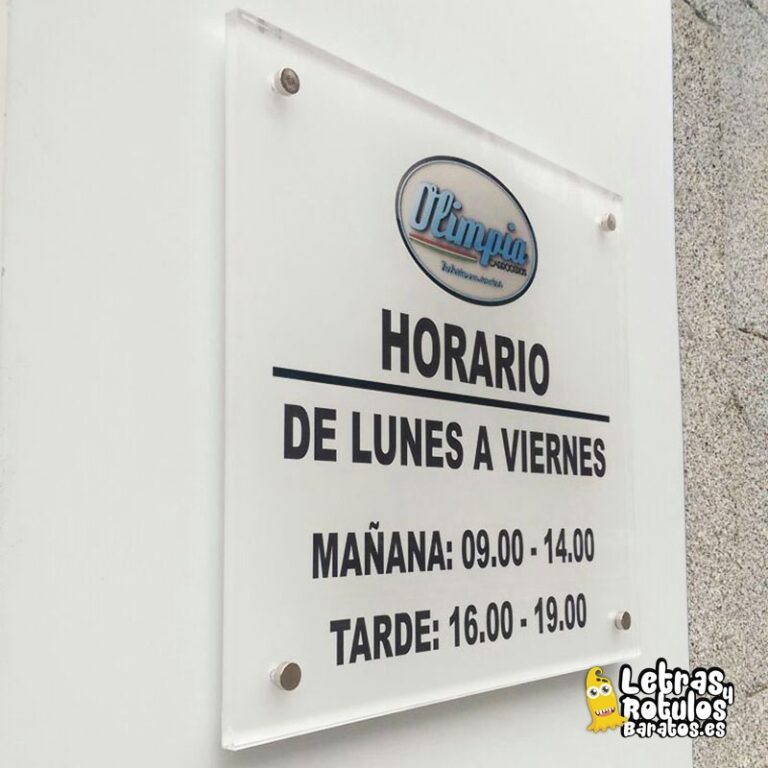 Olimpia
HORARIO
DE LUNES A VIERNES
MAÑANA: 09.00 - 14.00
TARDE: 16.00 - 19.00
Letras y
Rotulos
Baratos.es